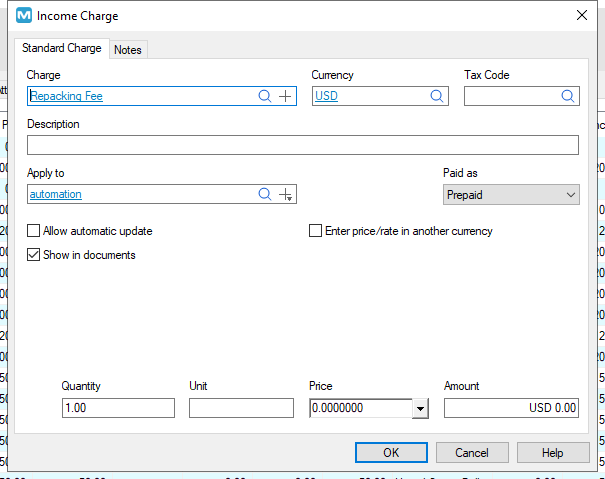 M Income Charge
Standard Charge Notes
Charge Currency Tax Code
Repacking Fee USD
Description
Apply to Paid as
automation Prepaid
Allow automatic update Enter price/rate in another currency
Show in documents
Quantity Unit Price Amount
1.00 0.0000000 USD 0.00
OK Cancel Help